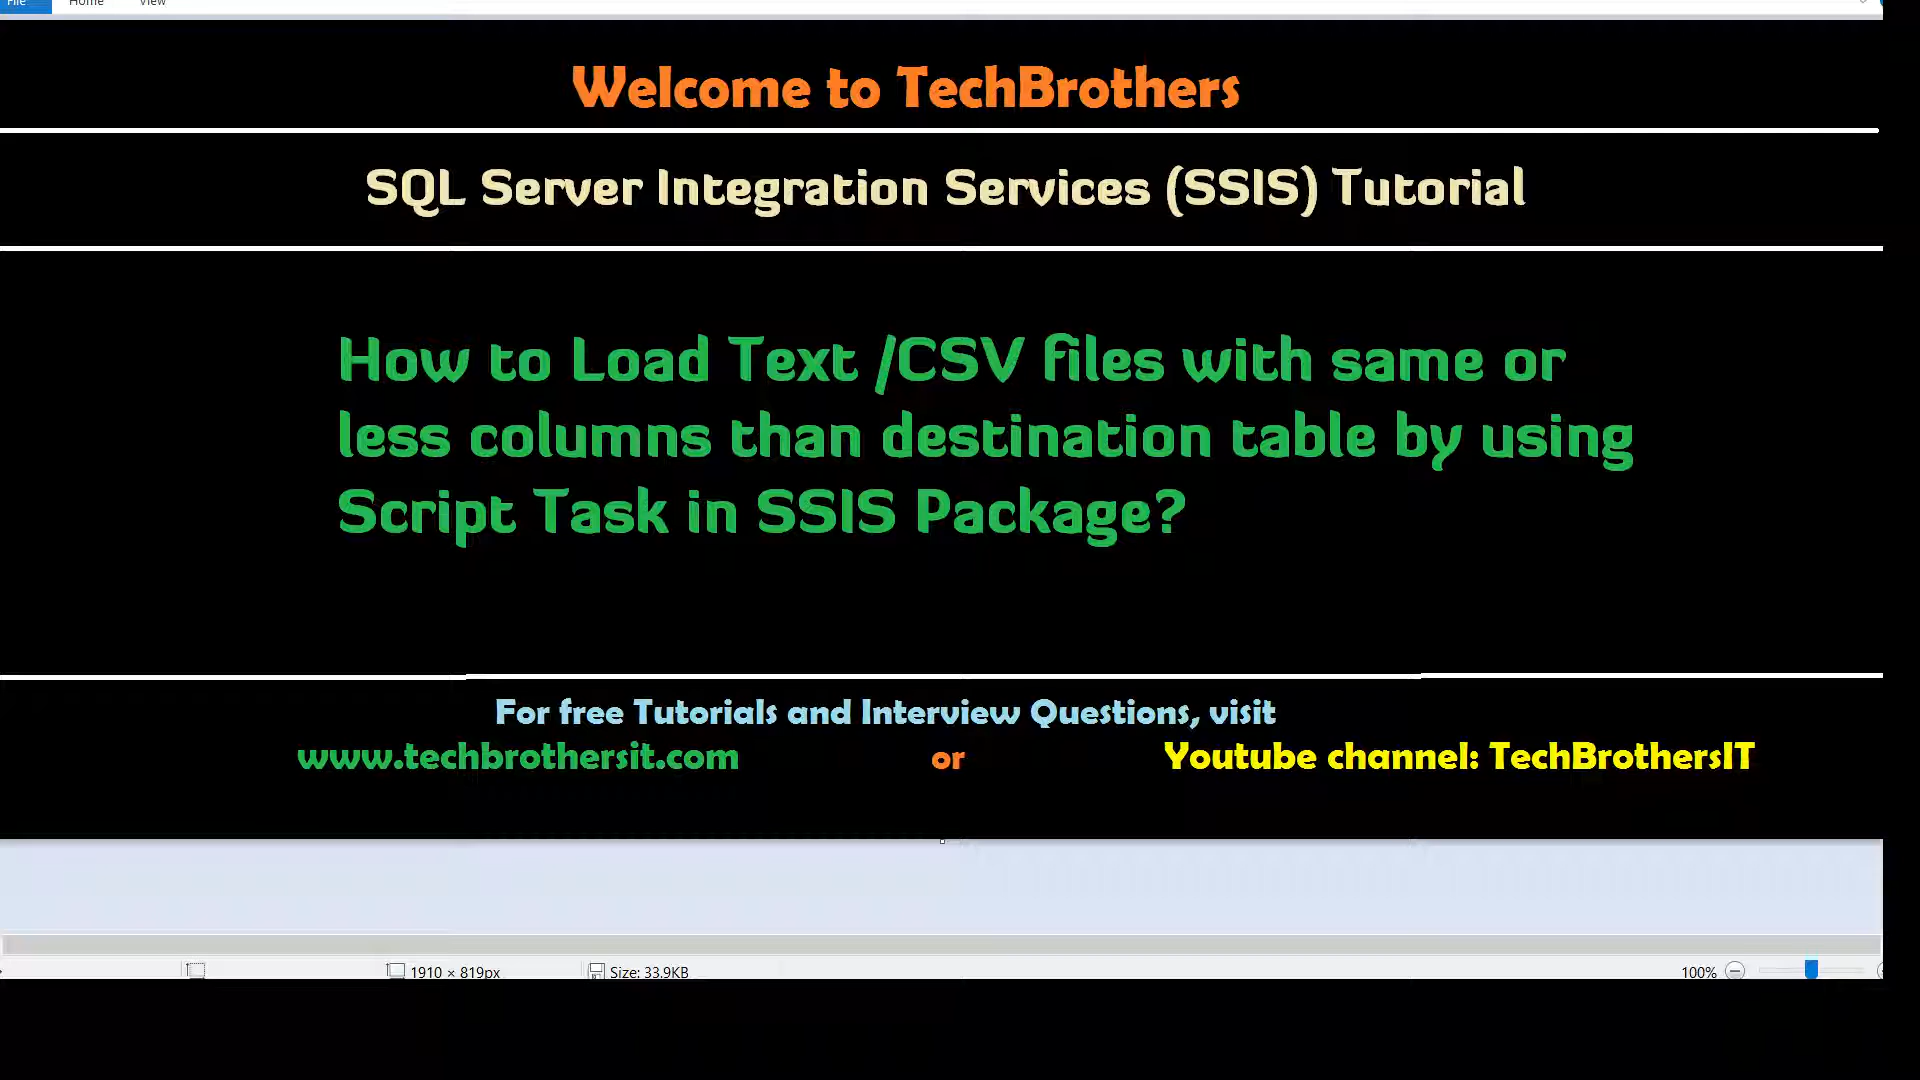 File Home View
Welcome to TechBrothers
SQL Server Integration Services (SSIS) Tutorial
How to Load Text /CSV files with same or
less columns than destination table by using
Script Task in SSIS Package?
For free Tutorials and Interview Questions, visit
www.techbrothersit.com or Youtube channel: TechBrothersIT
1910 × 819px Size: 33.9KB 100%